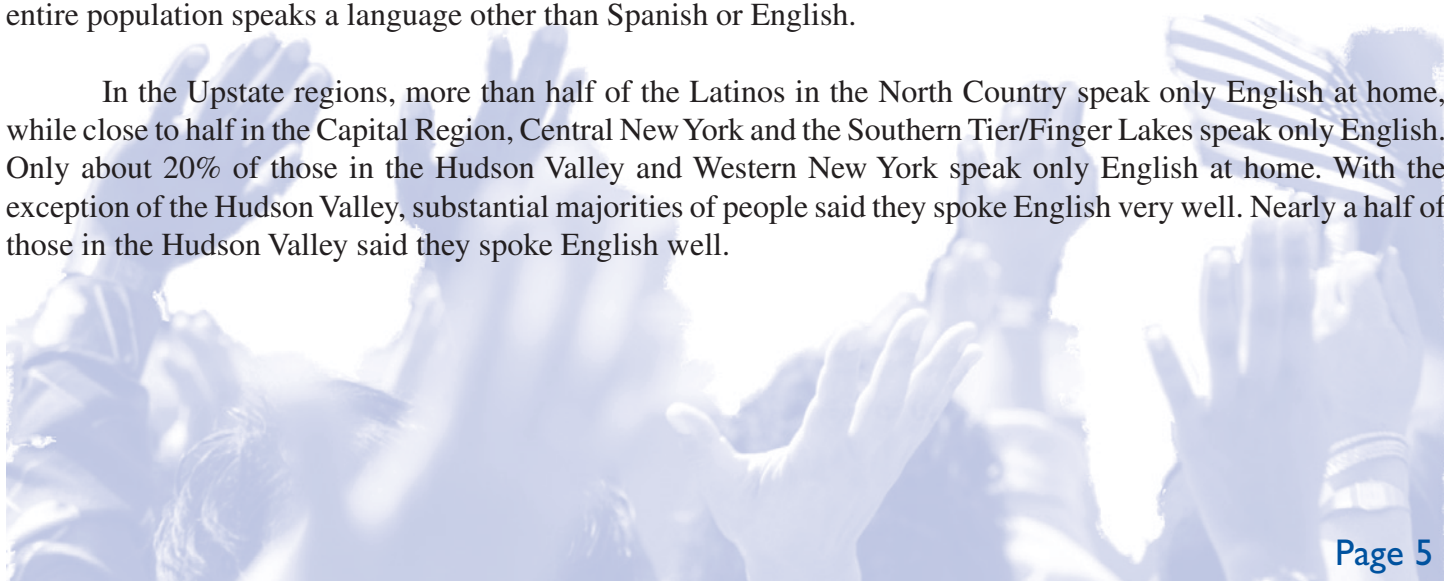 entire population speaks a language other than Spanish or English.
In the Upstate regions, more than half of the Latinos in the North Country speak only English at home,
while close to half in the Capital Region, Central New York and the Southern Tier/Finger Lakes speak only English.
Only about 20% of those in the Hudson Valley and Western New York speak only English at home. With the
exception of the Hudson Valley, substantial majorities of people said they spoke English very well. Nearly a half of
those in the Hudson Valley said they spoke English well.
Page 5